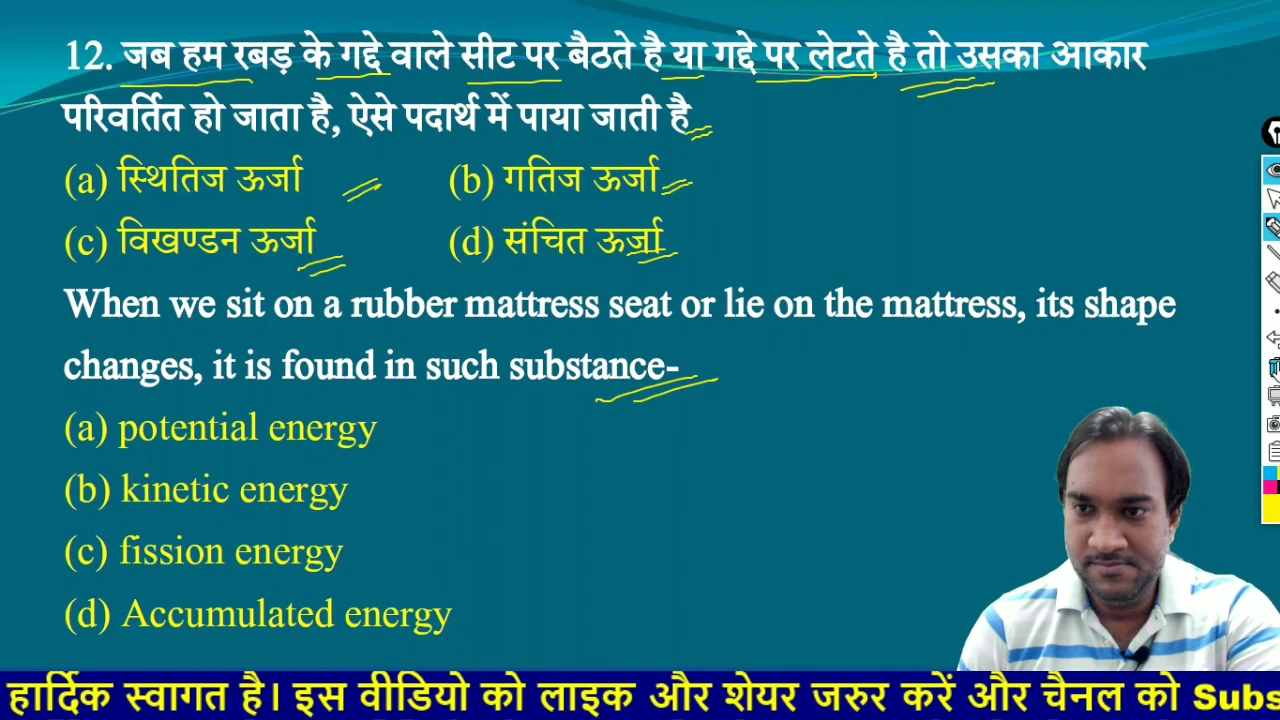 12. जब हम रबड़ के गद्दे वाले सीट पर बैठते है या गद्दे पर लेटते है तो उसका आकार
परिवर्तित हो जाता है, ऐसे पदार्थ में पाया जाती है
(a) स्थितिज ऊर्जा (b) गतिज ऊर्जा
(c) विखण्डन ऊर्जा (d) संचित ऊर्जा
When we sit on a rubber mattress seat or lie on the mattress, its shape
changes, it is found in such substance-
(a) potential energy
(b) kinetic energy
(c) fission energy
(d) Accumulated energy
हार्दिक स्वागत है। इस वीडियो को लाइक और शेयर जरुर करें और चैनल को Subs